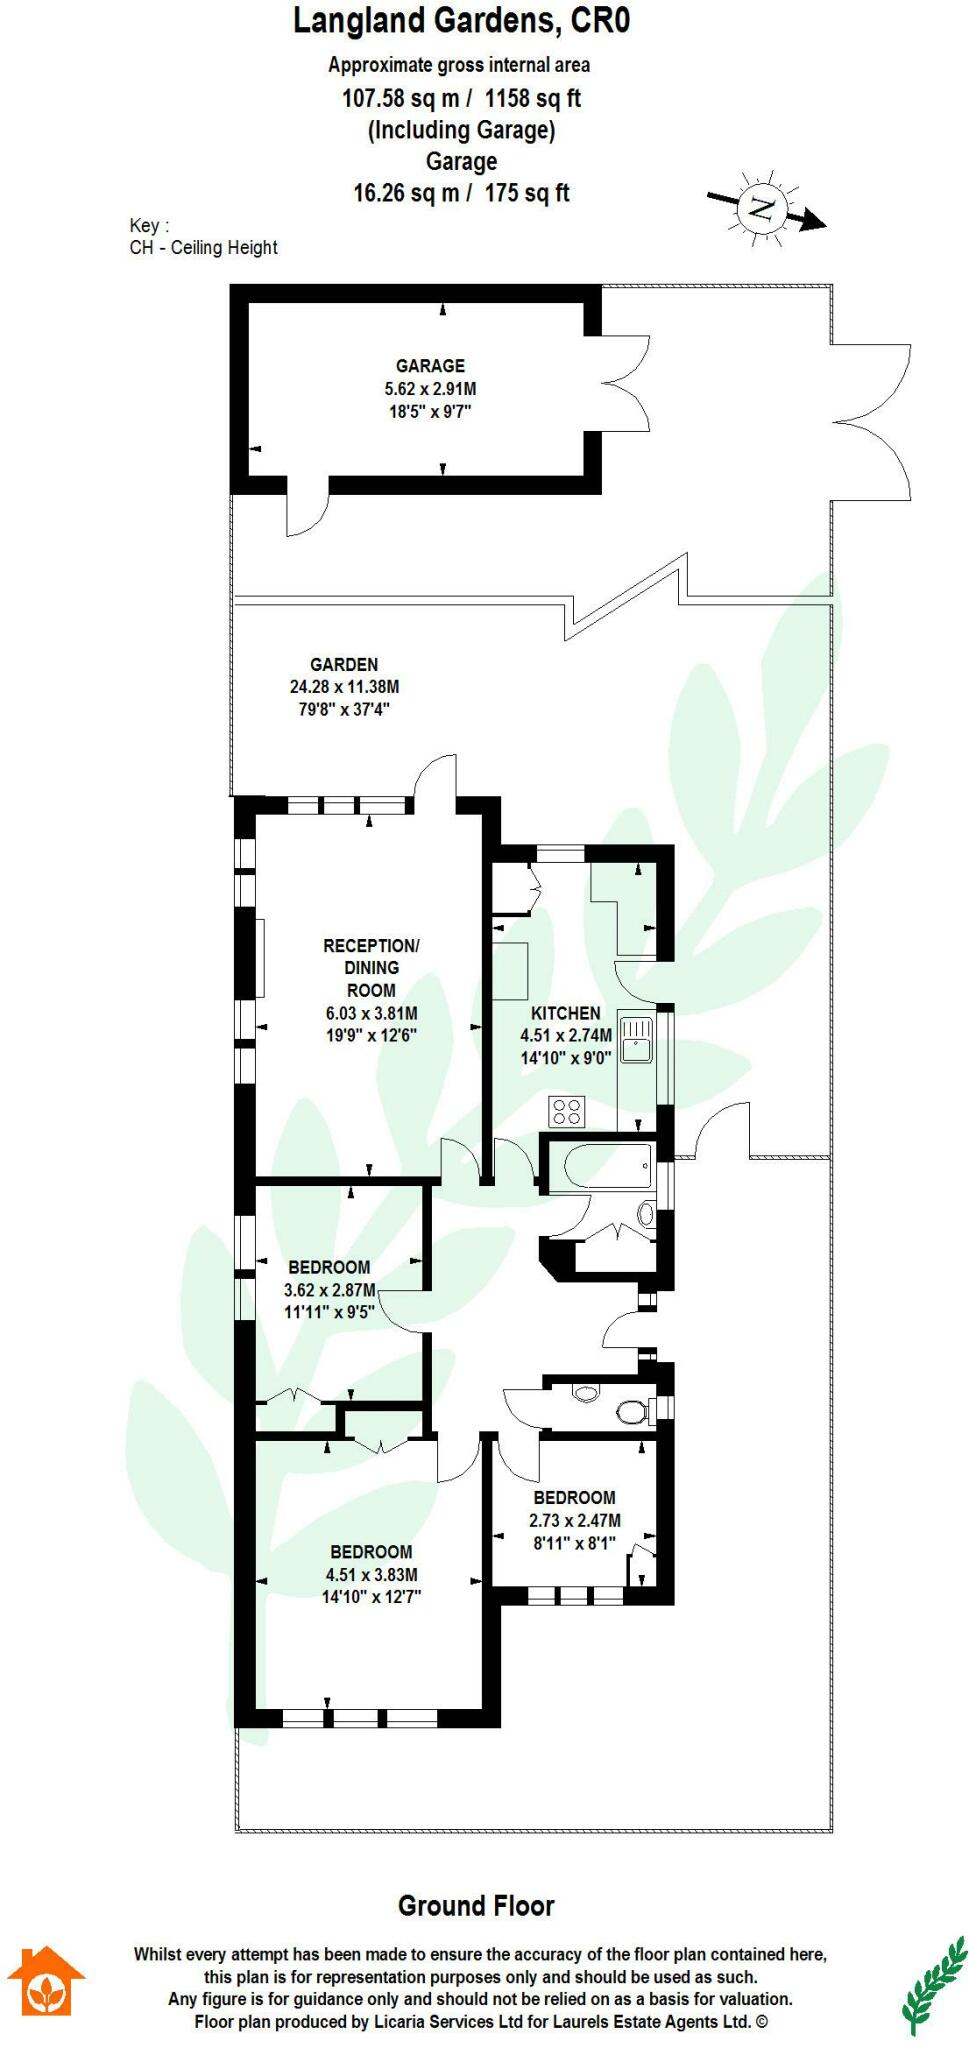 Langland Gardens, CR0
Approximate gross internal area
107.58 sq m / 1158 sq ft
(Including Garage)
Garage
16.26 sq m / 175 sq ft
N
Key :
CH - Ceiling Height
GARAGE
5.62 x 2.91M
18'5" x 9'7"
GARDEN
24.28 x 11.38M
79'8" x 37'4"
RECEPTION/
DINING
ROOM
6.03 x 3.81M
19'9" x 12'6"
KITCHEN
4.51 x 2.74M
14'10" x 9'0"
BEDROOM
3.62 x 2.87M
11'11" x 9'5"
BEDROOM
2.73 x 2.47M
8'11" x 8'1"
BEDROOM
4.51 x 3.83M
14'10" x 12'7"
Ground Floor
Whilst every attempt has been made to ensure the accuracy of the floor plan contained here,
this plan is for representation purposes only and should be used as such.
Any figure is for guidance only and should not be relied on as a basis for valuation.
Floor plan produced by Licaria Services Ltd for Laurels Estate Agents Ltd. ©